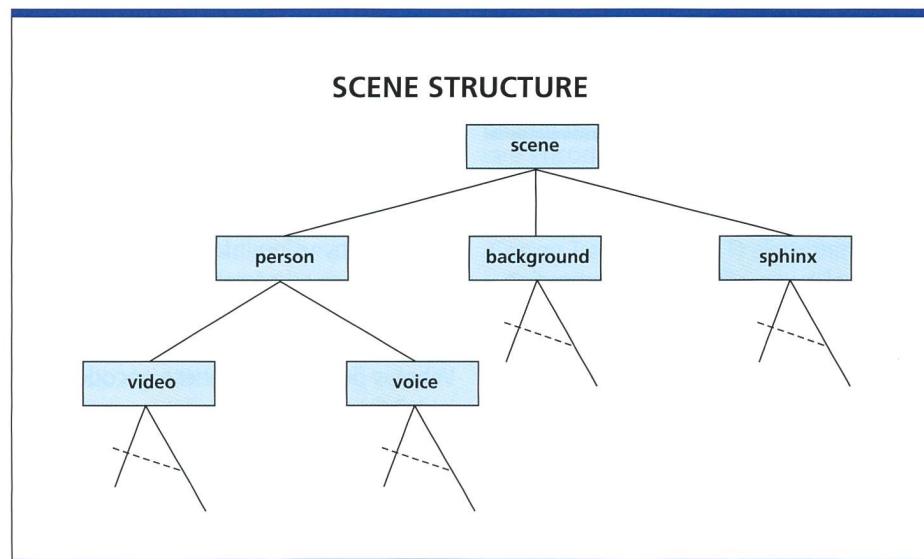 SCENE STRUCTURE
scene
person
background
sphinx
video
voice